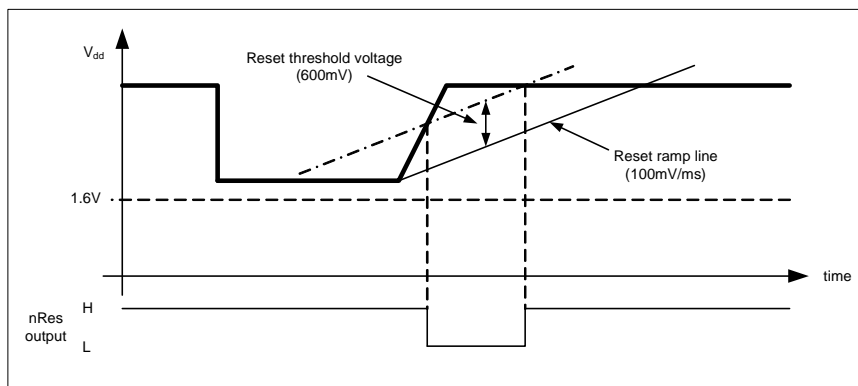 Vdd
Reset threshold voltage
(600mV)
Reset ramp line
(100mV/ms)
1.6V
time
H
nRes
output
L